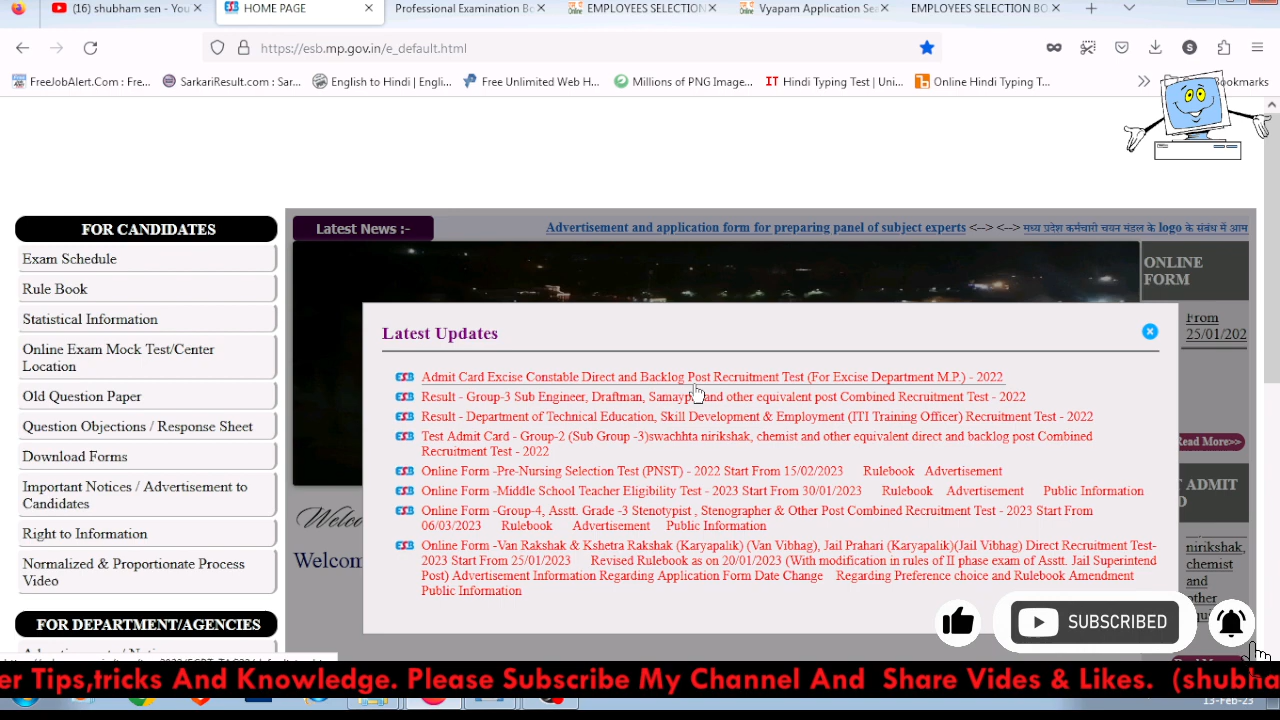 (16) shubham sen - You
HOME PAGE
Professional Examination Bo
EMPLOYEES SELECTION
Vyapam Application Se
EMPLOYEES SELECTION BO
https://esb.mp.gov.in/e_default.html
FreeJobAlert.Com : Fre...
SarkariResult.com : Sar...
English to Hindi | Engli...
Free Unlimited Web H...
Millions of PNG Image...
IT Hindi Typing Test | Uni...
Online Hindi Typing T...
Bookmarks
FOR CANDIDATES
Exam Schedule
Rule Book
Statistical Information
Online Exam Mock Test/Center
Location
Old Question Paper
Question Objections / Response Sheet
Download Forms
Important Notices / Advertisement to
Candidates
Right to Information
Normalized & Proportionate Process
Video
FOR DEPARTMENT/AGENCIES
Latest News :-
Advertisement and application form for preparing panel of subject experts <--> <--> मध्य प्रदेश कर्मचारी चयन मंडल के logo के संबंध में आम
ONLINE
FORM
From
25/01/202
Read More>>
T ADMIT
nirikshak,
chemist
and
other
Welcom
Latest Updates
Admit Card Excise Constable Direct and Backlog Post Recruitment Test (For Excise Department M.P.) - 2022
Result - Group-3 Sub Engineer, Draftman, Samaypal and other equivalent post Combined Recruitment Test - 2022
Result - Department of Technical Education, Skill Development & Employment (ITI Training Officer) Recruitment Test - 2022
Test Admit Card - Group-2 (Sub Group -3)swachhta nirikshak, chemist and other equivalent direct and backlog post Combined
Recruitment Test - 2022
Online Form -Pre-Nursing Selection Test (PNST) - 2022 Start From 15/02/2023 Rulebook Advertisement
Online Form -Middle School Teacher Eligibility Test - 2023 Start From 30/01/2023 Rulebook Advertisement Public Information
Online Form -Group-4, Asstt. Grade -3 Stenotypist , Stenographer & Other Post Combined Recruitment Test - 2023 Start From
06/03/2023 Rulebook Advertisement Public Information
Online Form -Van Rakshak & Kshetra Rakshak (Karyapalik) (Van Vibhag), Jail Prahari (Karyapalik)(Jail Vibhag) Direct Recruitment Test-
2023 Start From 25/01/2023 Revised Rulebook as on 20/01/2023 (With modification in rules of II phase exam of Asstt. Jail Superintend
Post) Advertisement Information Regarding Application Form Date Change Regarding Preference choice and Rulebook Amendment
Public Information
SUBSCRIBED
er Tips,tricks And Knowledge. Please Subscribe My Channel And Share Videos & Likes. (shubha
13-Feb-23